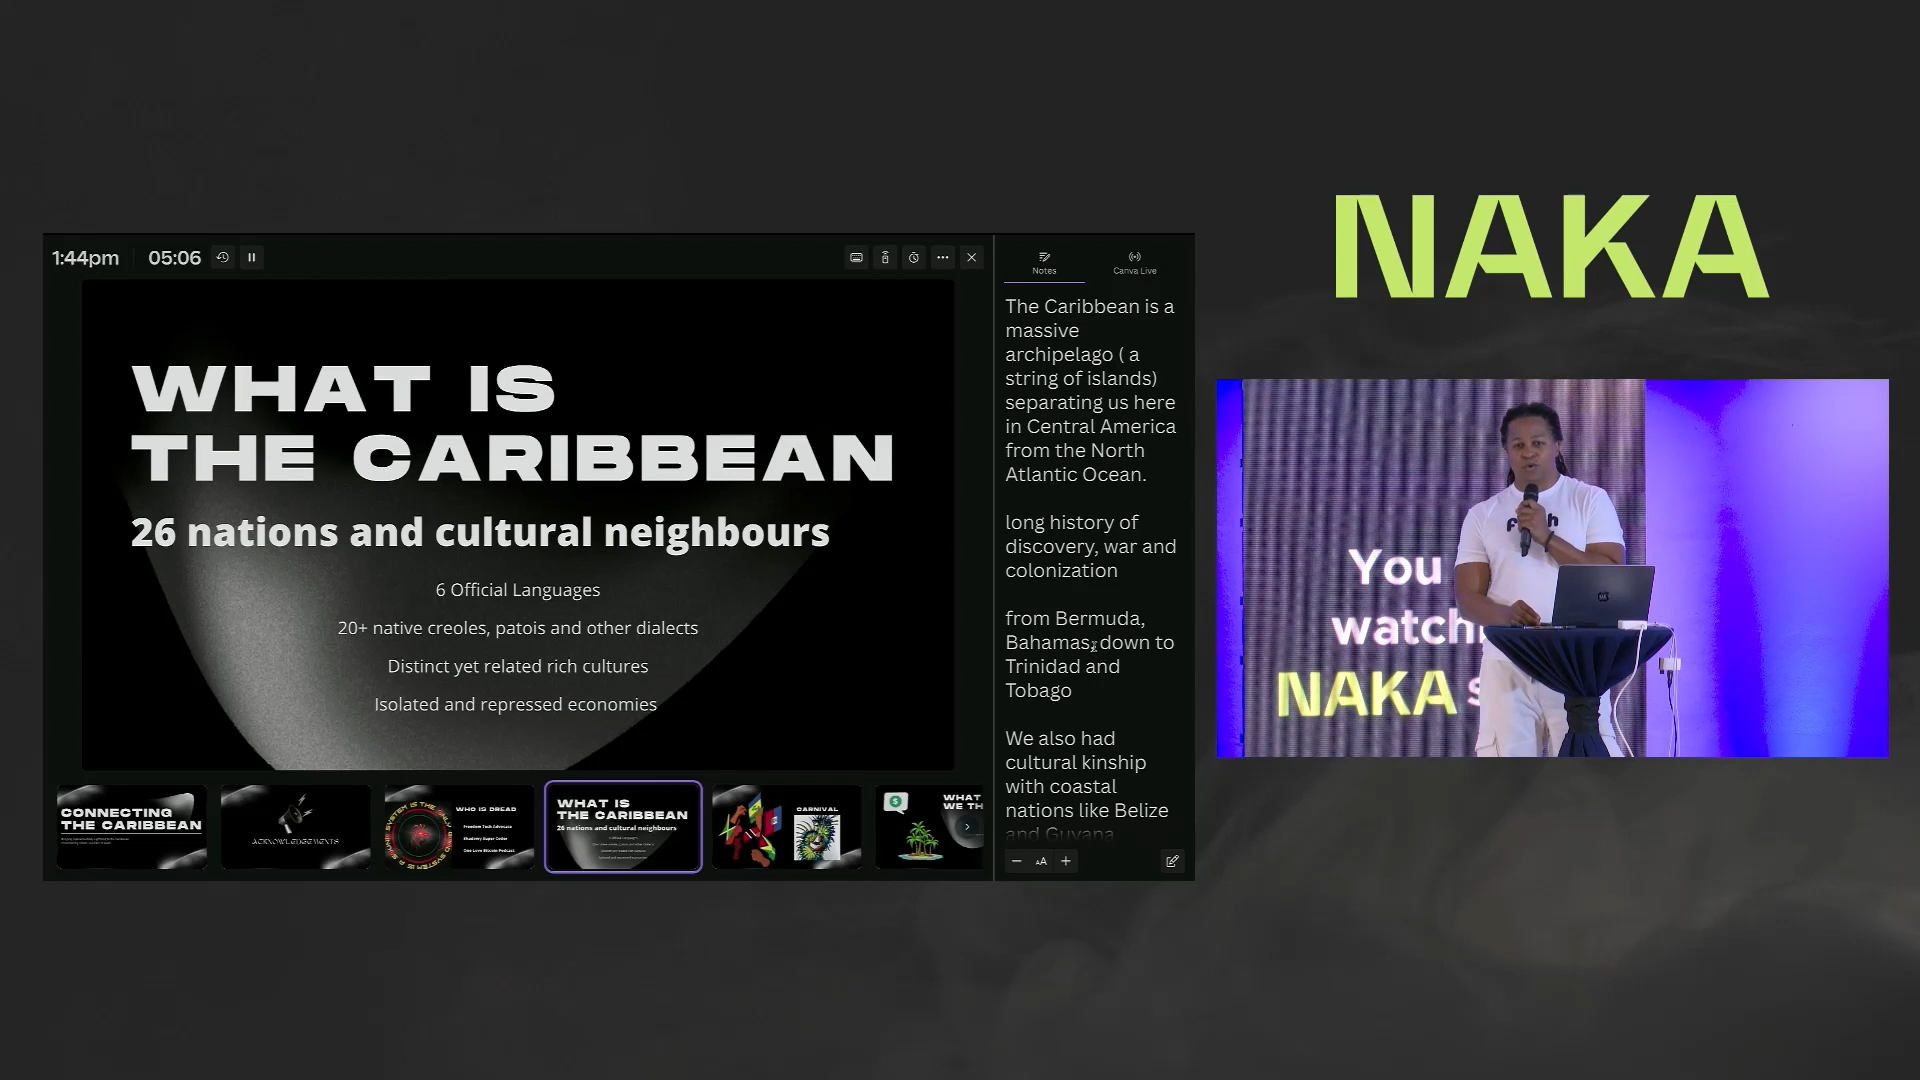 NAKA
1:44pm
05:06
WHAT IS
THE CARIBBEAN
26 nations and cultural neighbours
6 Official Languages
20+ native creoles, patois and other dialects
Distinct yet related rich cultures
Isolated and repressed economies
Notes
Canva Live
The Caribbean is a
massive
archipelago ( a
string of islands)
separating us here
in Central America
from the North
Atlantic Ocean.
long history of
discovery, war and
colonization
from Bermuda,
Bahamas, down to
Trinidad and
Tobago
We also had
cultural kinship
with coastal
nations like Belize
and Guyana
AA
CONNECTING
THE CARIBBEAN
ACKNOWLEDGEMENTS
WHO IS DREAD
Freedom Tech Advocate
Shadowy Super Coder
One Love Bitcoin Podcast
WHAT IS
THE CARIBBEAN
26 nations and cultural neighbours
CARNIVAL
WHAT
WE TH
You
watch
NAKA s